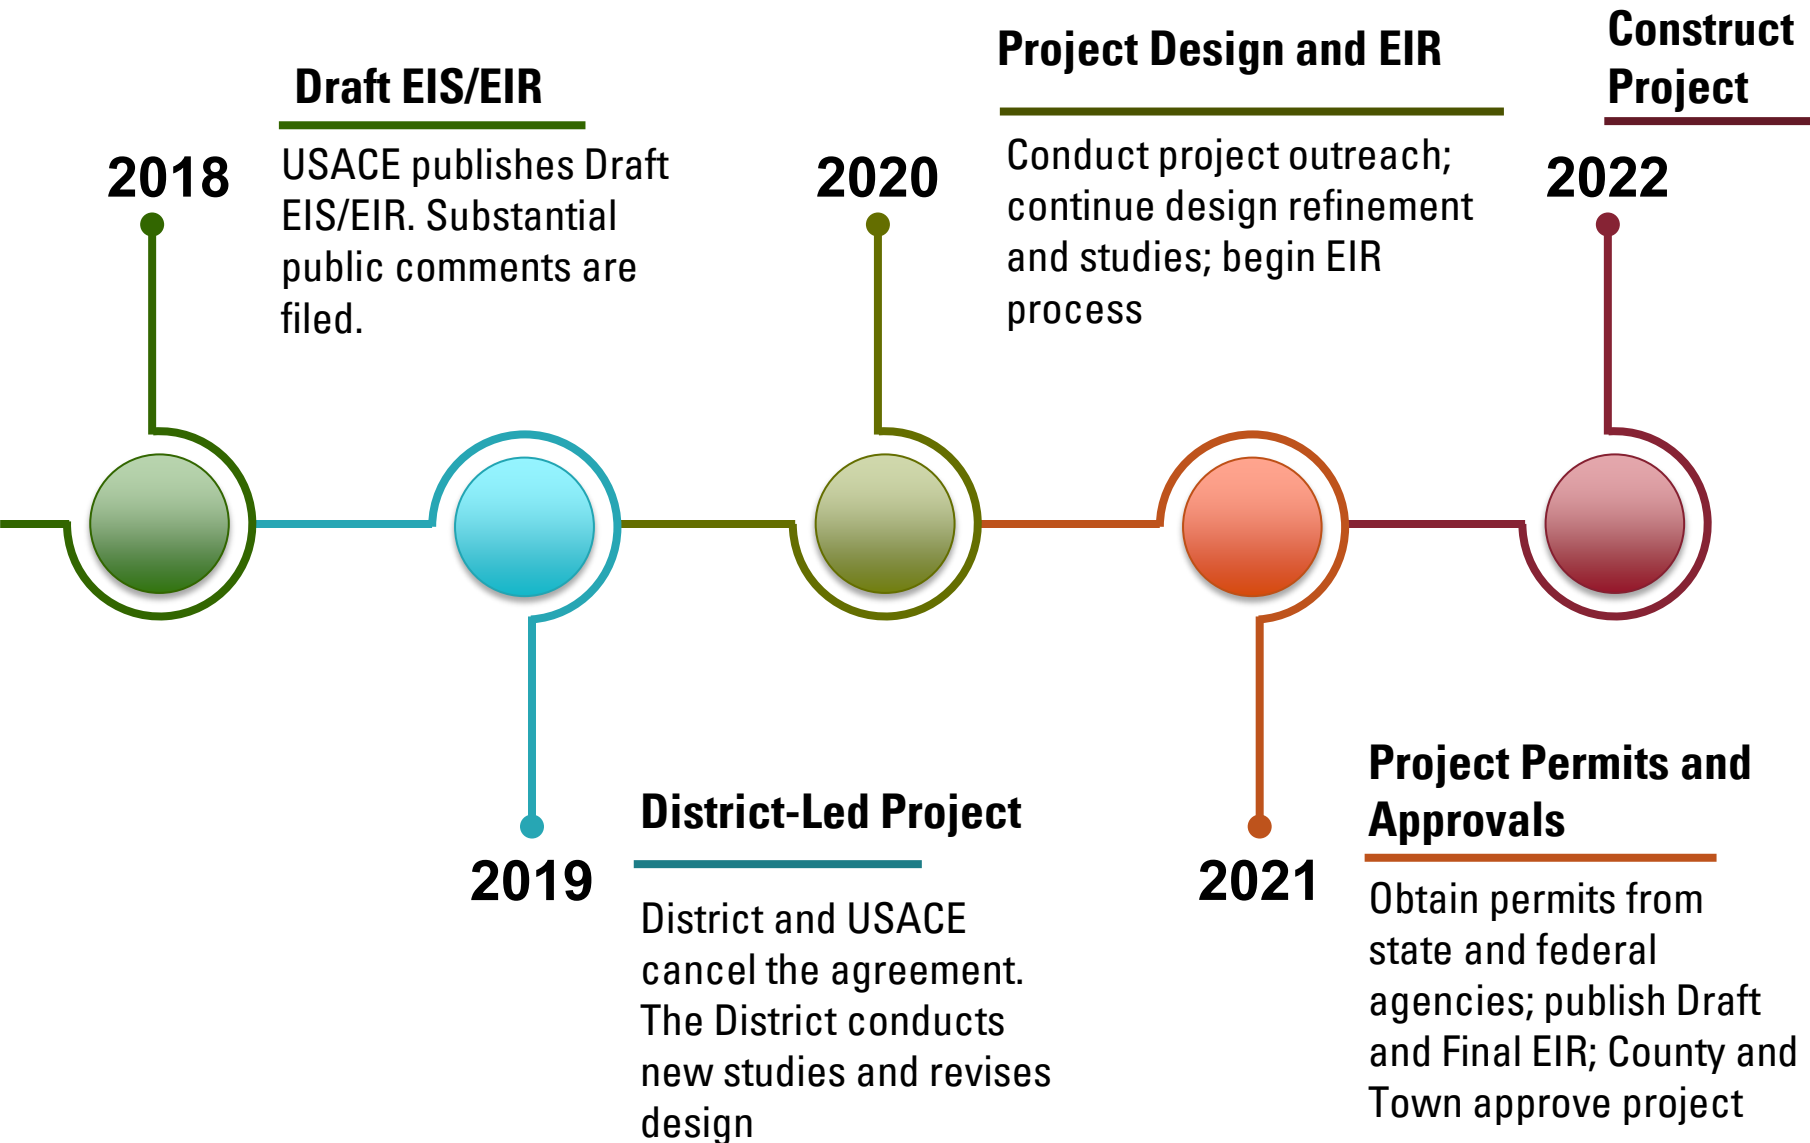 2018
Draft EIS/EIR
USACE publishes Draft
EIS/EIR. Substantial
public comments are
filed.
2019
District-Led Project
District and USACE
cancel the agreement.
The District conducts
new studies and revises
design
2020
Project Design and EIR
Conduct project outreach;
continue design refinement
and studies; begin EIR
process
2021
Project Permits and
Approvals
Obtain permits from
state and federal
agencies; publish Draft
and Final EIR; County and
Town approve project
2022
Construct
Project